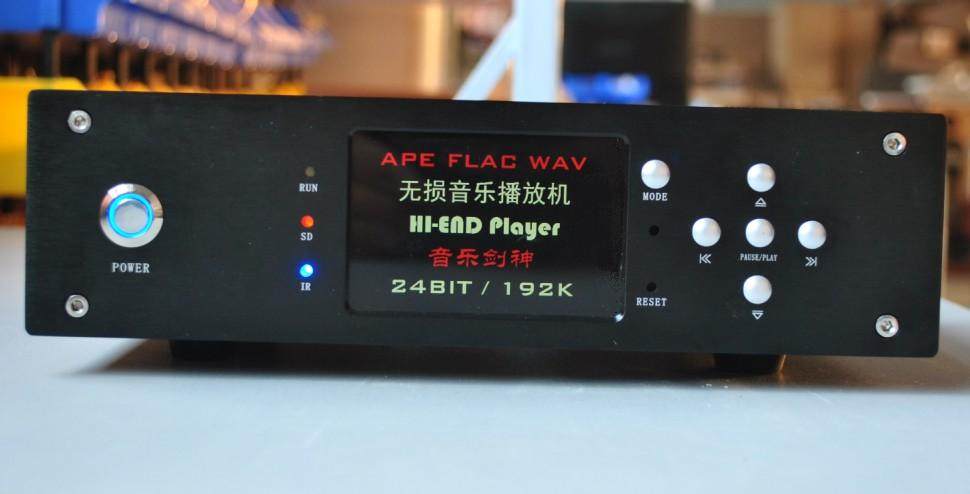 POWER
RUN
SD
IR
APE FLAC WAV
无损音乐播放机
HI-END Player
音乐剑神
24BIT / 192K
MODE
RESET
PAUSE/PLAY